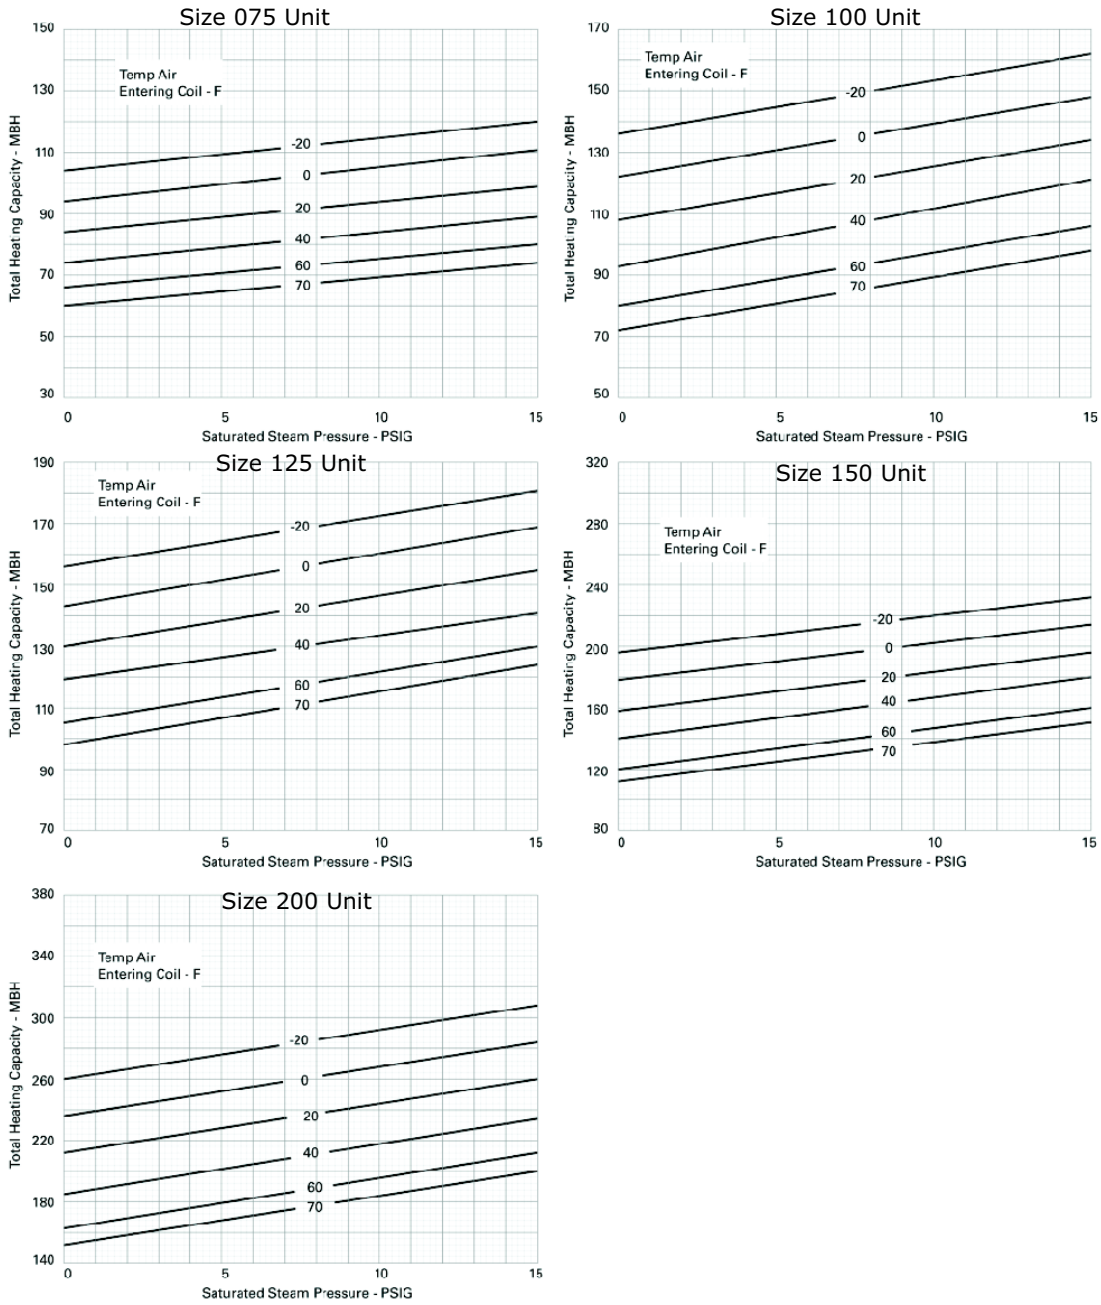 Size 075 Unit
150
130
110
90
70
50
30
Total Heating Capacity - MBH
Temp Air
Entering Coil - F
-20
0
20
40
60
70
0 5 10 15
Saturated Steam Pressure - PSIG
Size 100 Unit
170
150
130
110
90
70
50
Total Heating Capacity - MBH
Temp Air
Entering Coil - F
-20
0
20
40
60
70
0 5 10 15
Saturated Steam Pressure - PSIG
Size 125 Unit
190
170
150
130
110
90
70
Total Heating Capacity - MBH
Temp Air
Entering Coil - F
-20
0
20
40
60
70
0 5 10 15
Saturated Steam Pressure - PSIG
Size 150 Unit
320
280
240
200
160
120
80
Total Heating Capacity - MBH
Temp Air
Entering Coil - F
-20
0
20
40
60
70
0 5 10 15
Saturated Steam Pressure - PSIG
Size 200 Unit
380
340
300
260
220
180
140
Total Heating Capacity - MBH
Temp Air
Entering Coil - F
-20
0
20
40
60
70
0 5 10 15
Saturated Steam Pressure - PSIG